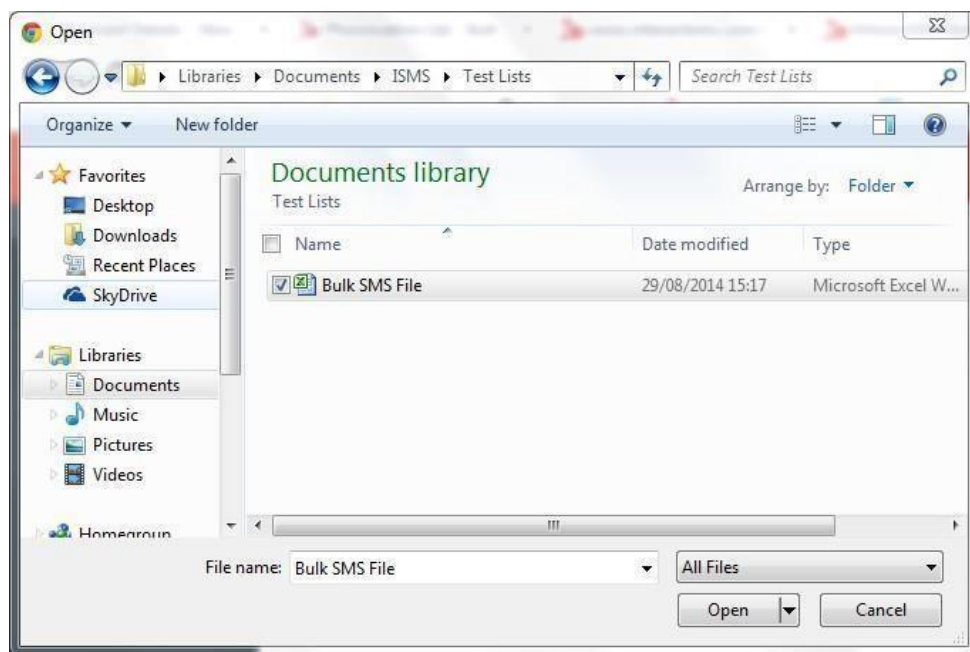 Open
Libraries Documents ISMS Test Lists Search Test Lists
Organize New folder
Favorites
Desktop
Downloads
Recent Places
SkyDrive
Libraries
Documents
Music
Pictures
Videos
Homegroup
Documents library
Test Lists
Arrange by: Folder
Name Date modified Type
Bulk SMS File 29/08/2014 15:17 Microsoft Excel W...
File name: Bulk SMS File All Files
Open Cancel